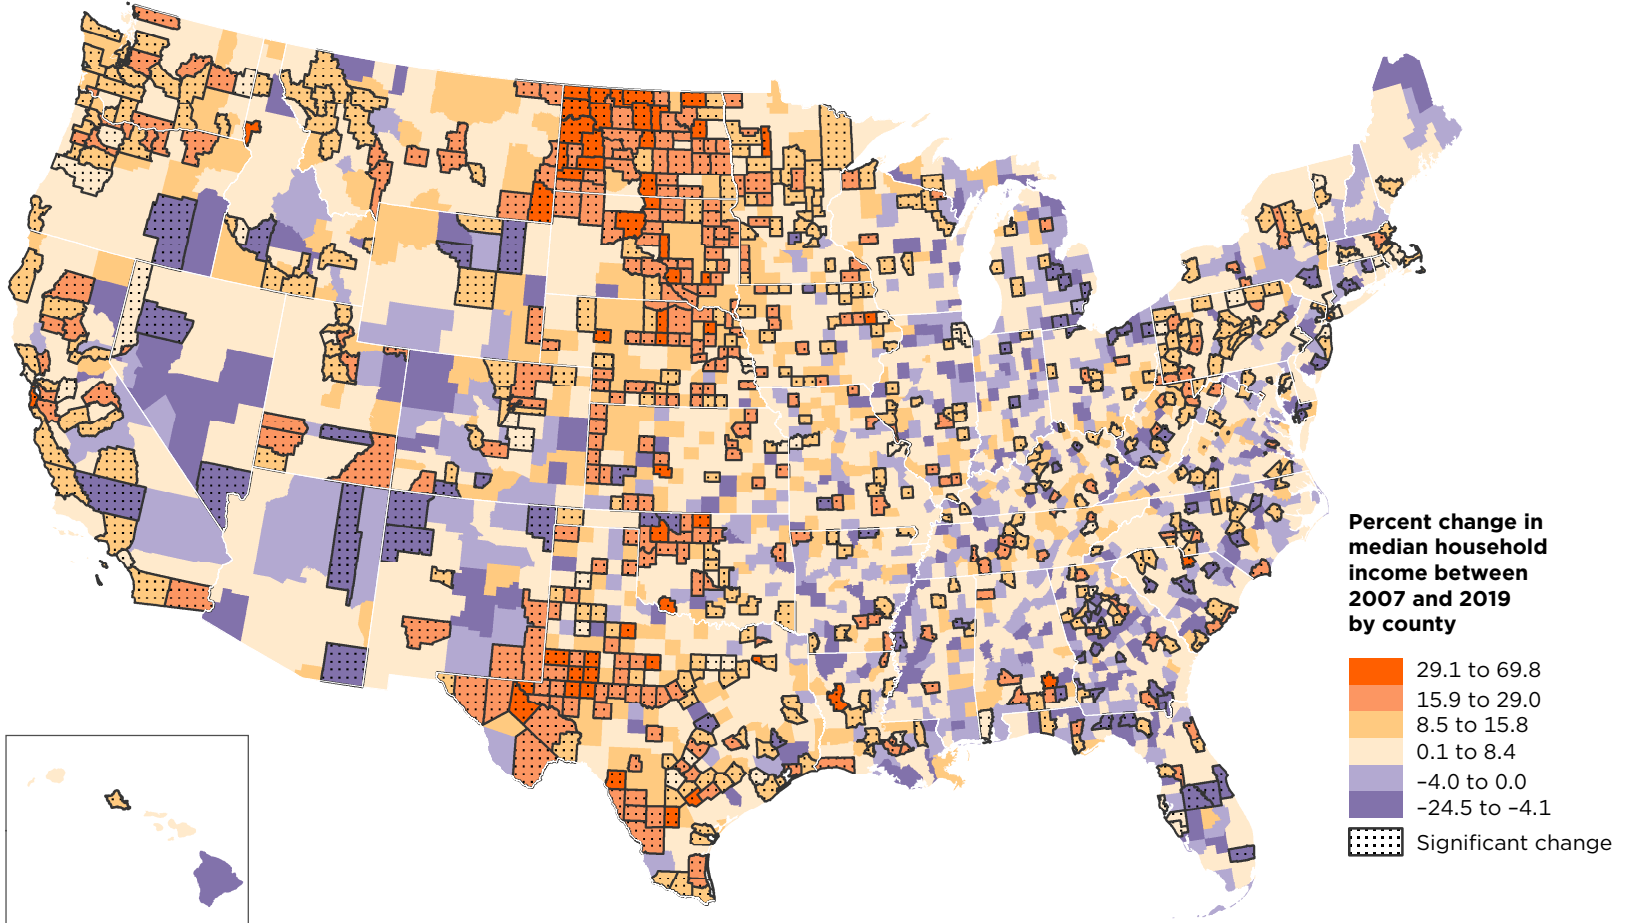 Percent change in
median household
income between
2007 and 2019
by county
29.1 to 69.8
15.9 to 29.0
8.5 to 15.8
0.1 to 8.4
–4.0 to 0.0
–24.5 to –4.1
Significant change